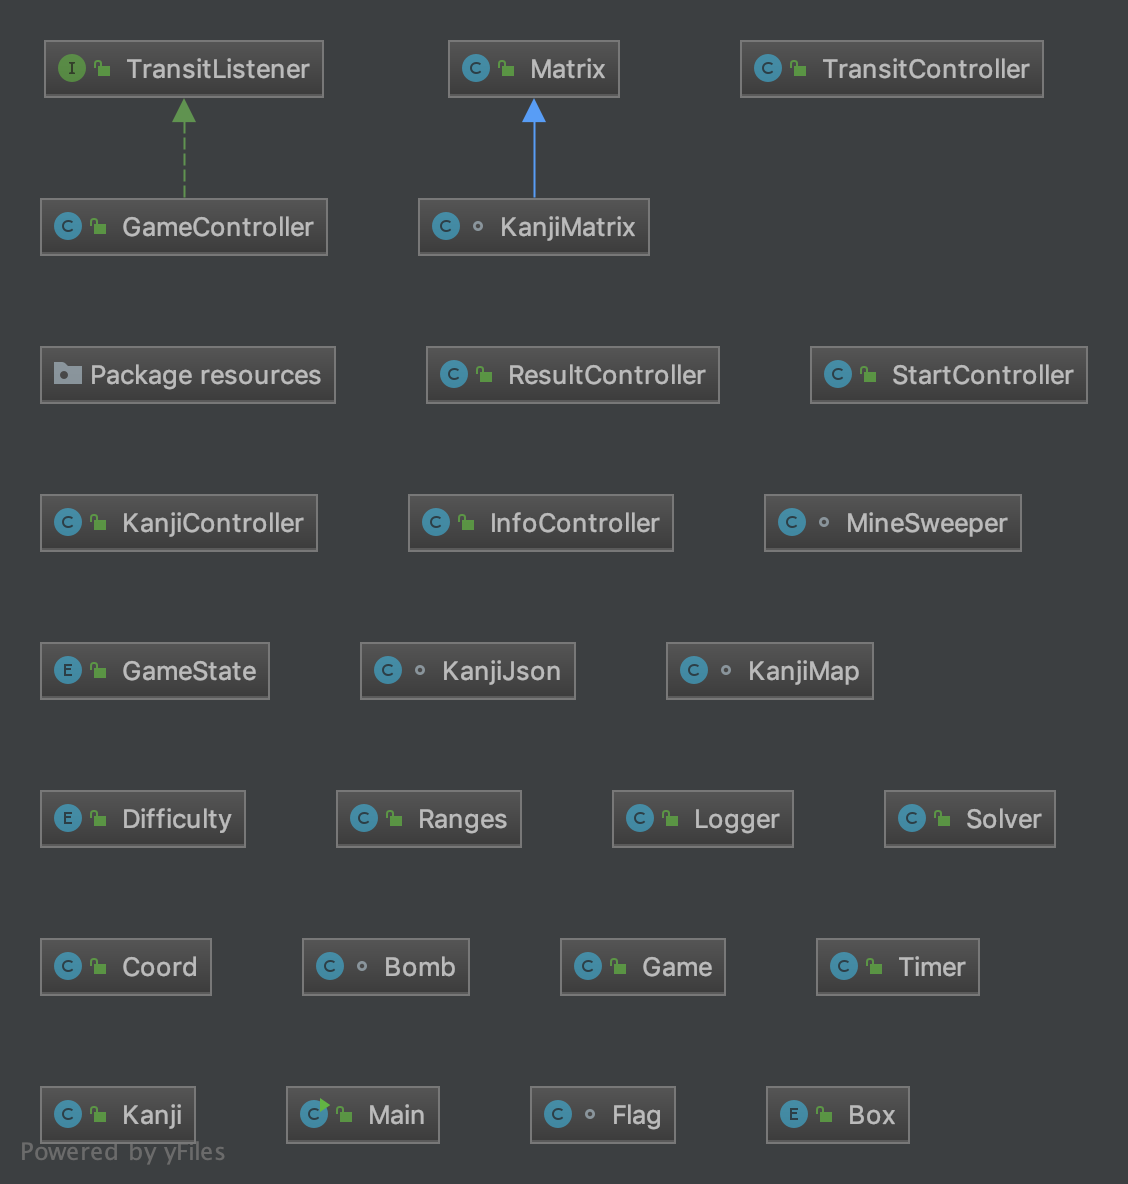 TransitListener Matrix TransitController
GameController KanjiMatrix
Package resources ResultController StartController
KanjiController InfoController MineSweeper
GameState KanjiJson KanjiMap
Difficulty Ranges Logger Solver
Coord Bomb Game Timer
Kanji Main Flag Box
Powered by yFiles